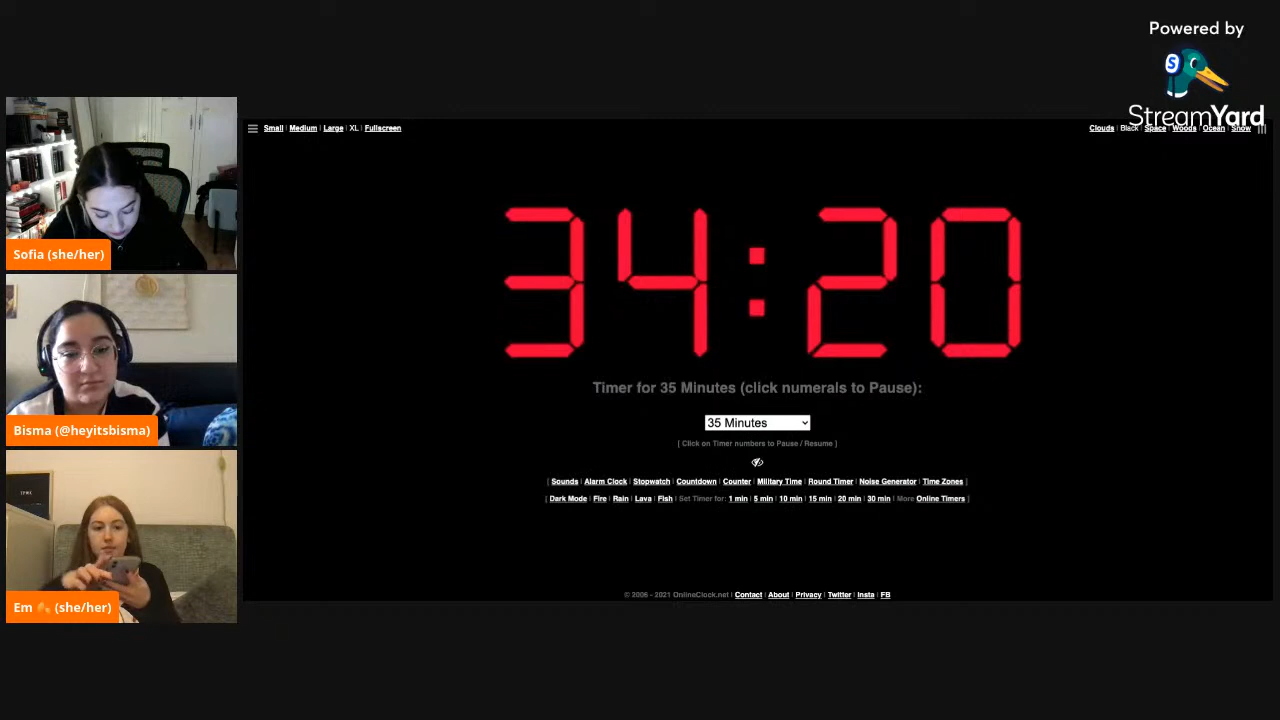 Powered by
StreamYard
Small | Medium | Large | XL | Fullscreen
Clouds | Black | Space | Woods | Ocean | Snow
34:20
Timer for 35 Minutes (click numerals to Pause):
35 Minutes
[ Click on Timer numbers to Pause / Resume ]
[ Sounds | Alarm Clock | Stopwatch | Countdown | Counter | Military Time | Round Timer | Noise Generator | Time Zones ]
[ Dark Mode | Fire | Rain | Lava | Fish | Set Timer for: 1 min | 5 min | 10 min | 15 min | 20 min | 30 min | More Online Timers ]
© 2006 - 2021 OnlineClock.net | Contact | About | Privacy | Twitter | Insta | FB
Sofia (she/her)
Bisma (@heyitsbisma)
Em 🍂 (she/her)